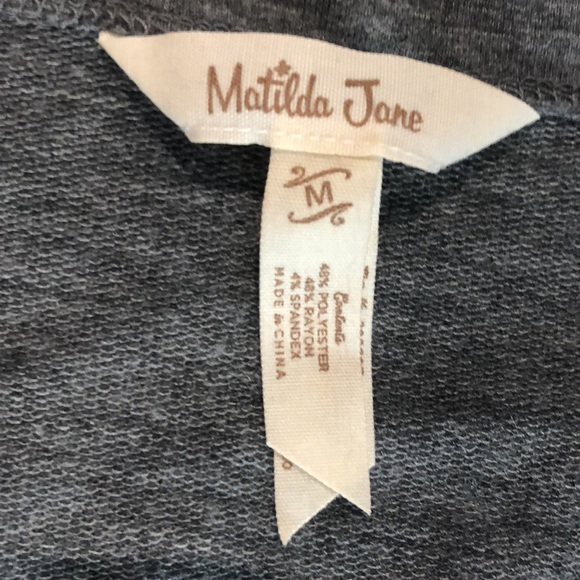 Matilda Jane
M
Contents
48% POLYESTER
48% RAYON
4% SPANDEX
MADE in CHINA